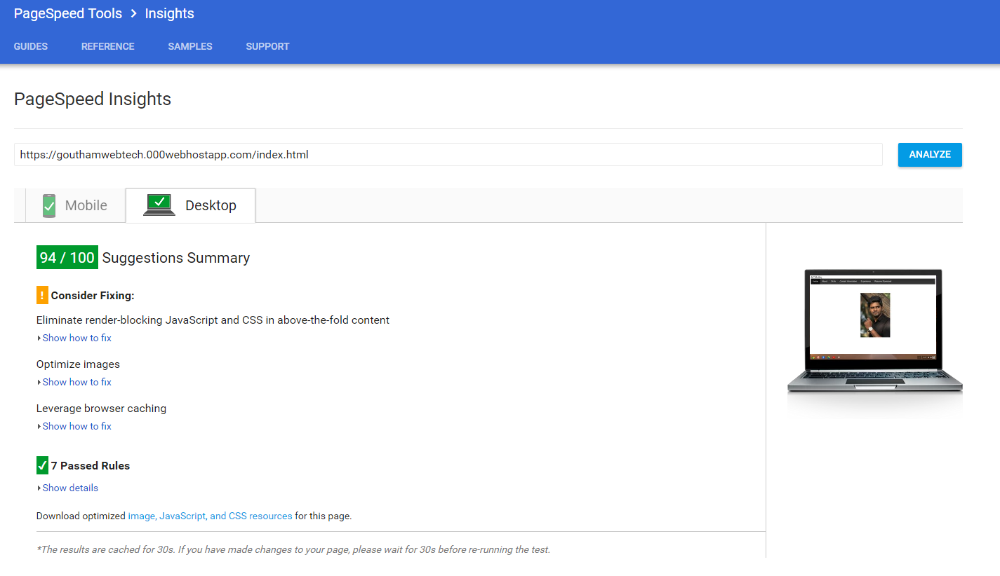 PageSpeed Tools > Insights
GUIDES REFERENCE SAMPLES SUPPORT
PageSpeed Insights
https://gouthamwebtech.000webhostapp.com/index.html ANALYZE
Mobile Desktop
94 / 100 Suggestions Summary
! Consider Fixing:
Eliminate render-blocking JavaScript and CSS in above-the-fold content
Show how to fix
Optimize images
Show how to fix
Leverage browser caching
Show how to fix
7 Passed Rules
Show details
Download optimized image, JavaScript, and CSS resources for this page.
*The results are cached for 30s. If you have made changes to your page, please wait for 30s before re-running the test.